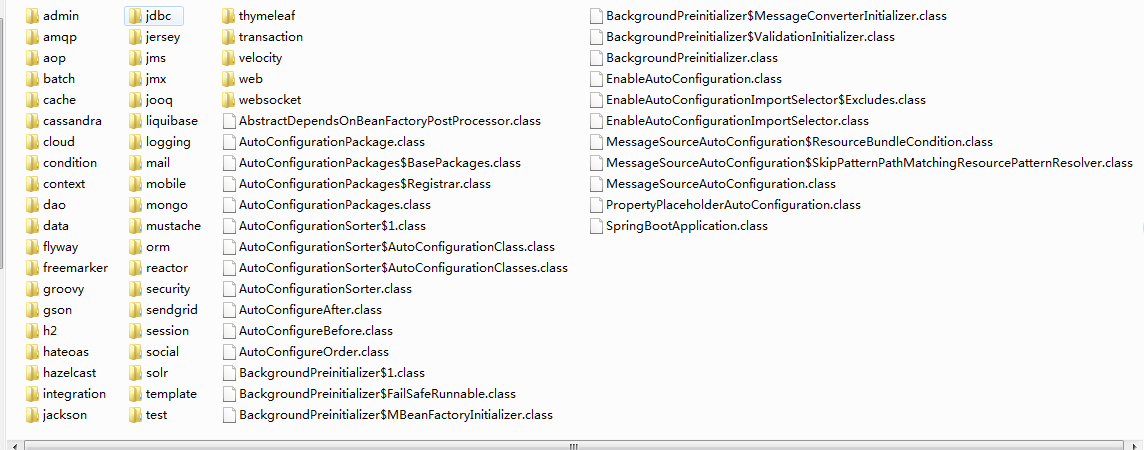 admin
amqp
aop
batch
cache
cassandra
cloud
condition
context
dao
data
flyway
freemarker
groovy
gson
h2
hateoas
hazelcast
integration
jackson
jdbc
jersey
jms
jmx
jooq
liquibase
logging
mail
mobile
mongo
mustache
orm
reactor
security
sendgrid
session
social
solr
template
test
thymeleaf
transaction
velocity
web
websocket
AbstractDependsOnBeanFactoryPostProcessor.class
AutoConfigurationPackage.class
AutoConfigurationPackages$BasePackages.class
AutoConfigurationPackages$Registrar.class
AutoConfigurationPackages.class
AutoConfigurationSorter$1.class
AutoConfigurationSorter$AutoConfigurationClass.class
AutoConfigurationSorter$AutoConfigurationClasses.class
AutoConfigurationSorter.class
AutoConfigureAfter.class
AutoConfigureBefore.class
AutoConfigureOrder.class
BackgroundPreinitializer$1.class
BackgroundPreinitializer$FailSafeRunnable.class
BackgroundPreinitializer$MBeanFactoryInitializer.class
BackgroundPreinitializer$MessageConverterInitializer.class
BackgroundPreinitializer$ValidationInitializer.class
BackgroundPreinitializer.class
EnableAutoConfiguration.class
EnableAutoConfigurationImportSelector$Excludes.class
EnableAutoConfigurationImportSelector.class
MessageSourceAutoConfiguration$ResourceBundleCondition.class
MessageSourceAutoConfiguration$SkipPatternPathMatchingResourcePatternResolver.class
MessageSourceAutoConfiguration.class
PropertyPlaceholderAutoConfiguration.class
SpringBootApplication.class